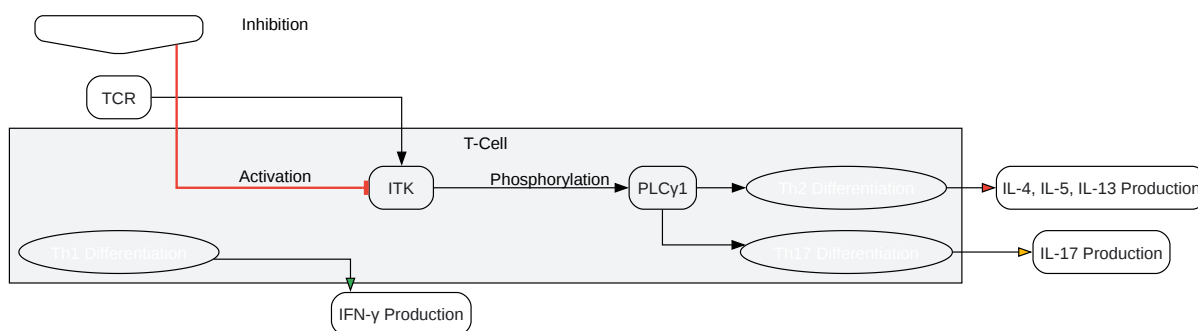 Inhibition
TCR
T-Cell
Activation
ITK
Phosphorylation
PLCγ1
Th2 Differentiation
IL-4, IL-5, IL-13 Production
Th1 Differentiation
Th17 Differentiation
IL-17 Production
IFN-γ Production